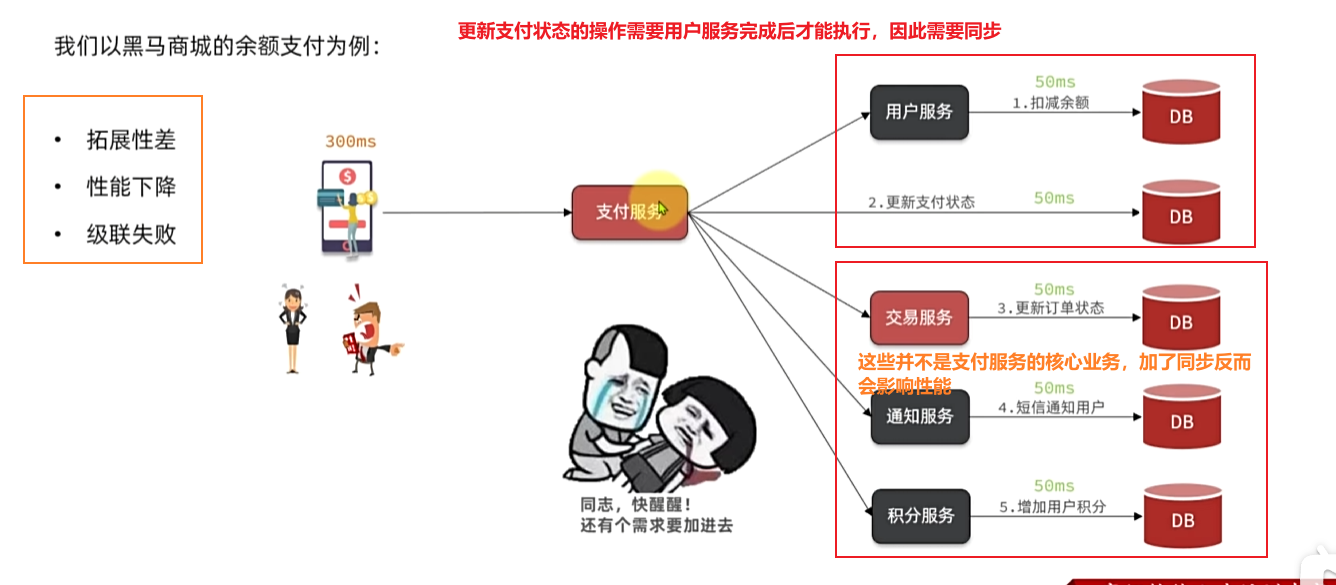 更新支付状态的操作需要用户服务完成后才能执行，因此需要同步
我们以黑马商城的余额支付为例：
• 拓展性差
• 性能下降
• 级联失败
300ms
支付服务
用户服务
50ms
1.扣减余额
DB
2.更新支付状态
50ms
DB
交易服务
50ms
3.更新订单状态
DB
这些并不是支付服务的核心业务，加了同步反而
会影响性能
通知服务
50ms
4.短信通知用户
DB
积分服务
50ms
5.增加用户积分
DB
同志，快醒醒！
还有个需求要加进去